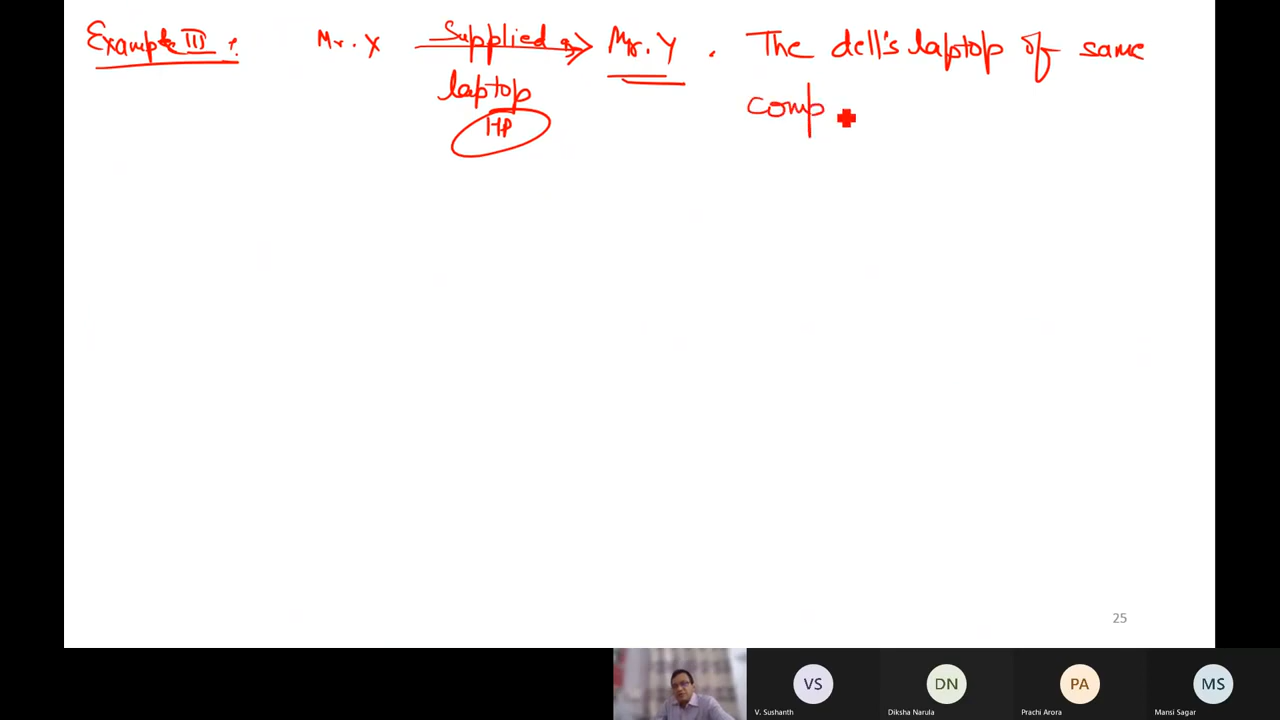 Example III :
Mr. X Supplied Mr. Y . The dell's laptop of same
laptop
comp
HP
25
VS
DN
PA
MS
V. Sushanth
Diksha Narula
Prachi Arora
Mansi Sagar